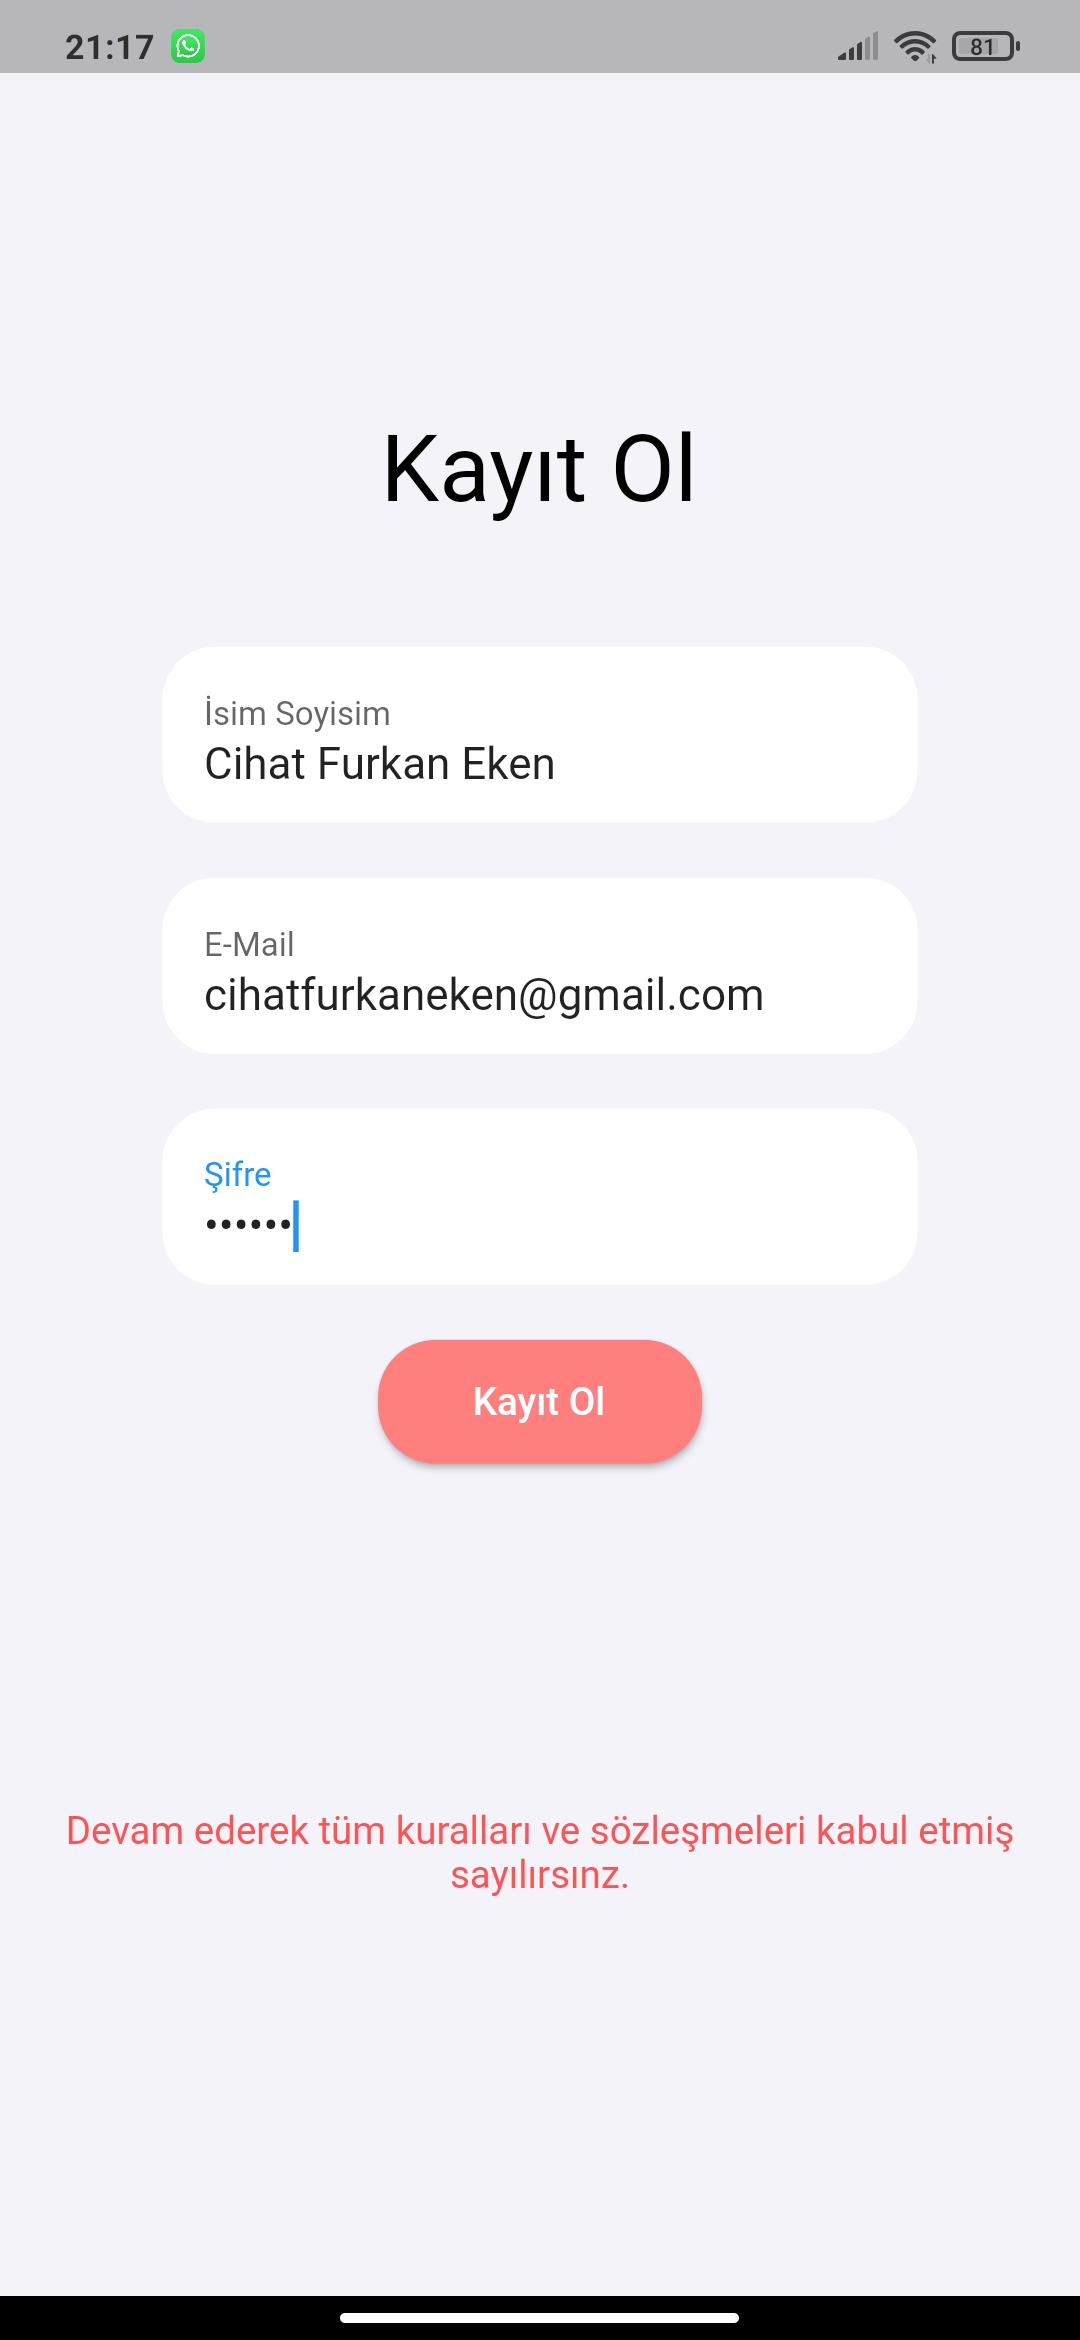 21:17
81
Kayıt Ol
İsim Soyisim
Cihat Furkan Eken
E-Mail
cihatfurkaneken@gmail.com
Şifre
••••••
Kayıt Ol
Devam ederek tüm kuralları ve sözleşmeleri kabul etmiş
sayılırsınz.